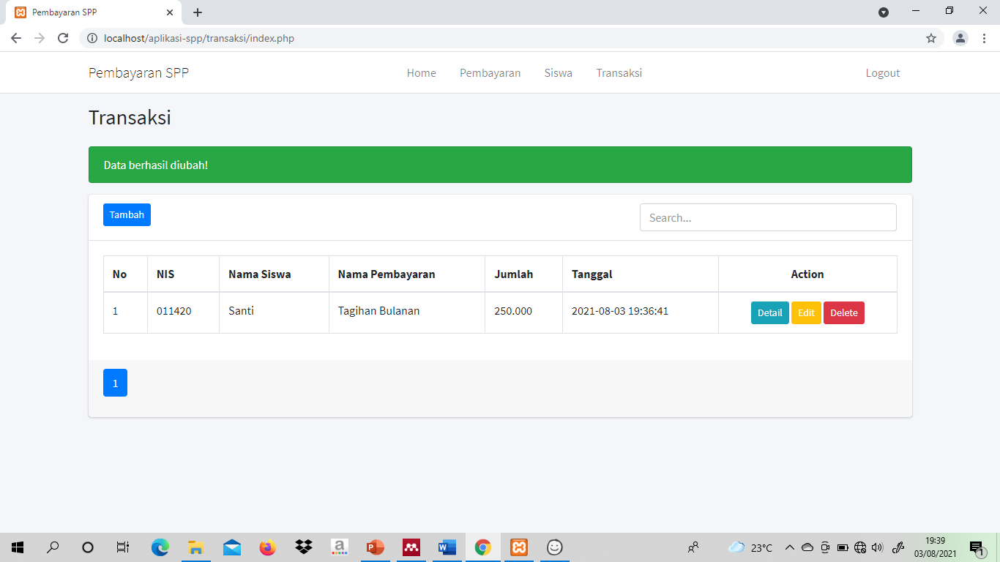 Pembayaran SPP
localhost/aplikasi-spp/transaksi/index.php
Pembayaran SPP Home Pembayaran Siswa Transaksi Logout
Transaksi
Data berhasil diubah!
Tambah Search...
No NIS Nama Siswa Nama Pembayaran Jumlah Tanggal Action
1 011420 Santi Tagihan Bulanan 250.000 2021-08-03 19:36:41 Detail Edit Delete
1
23°C 19:39
03/08/2021 1